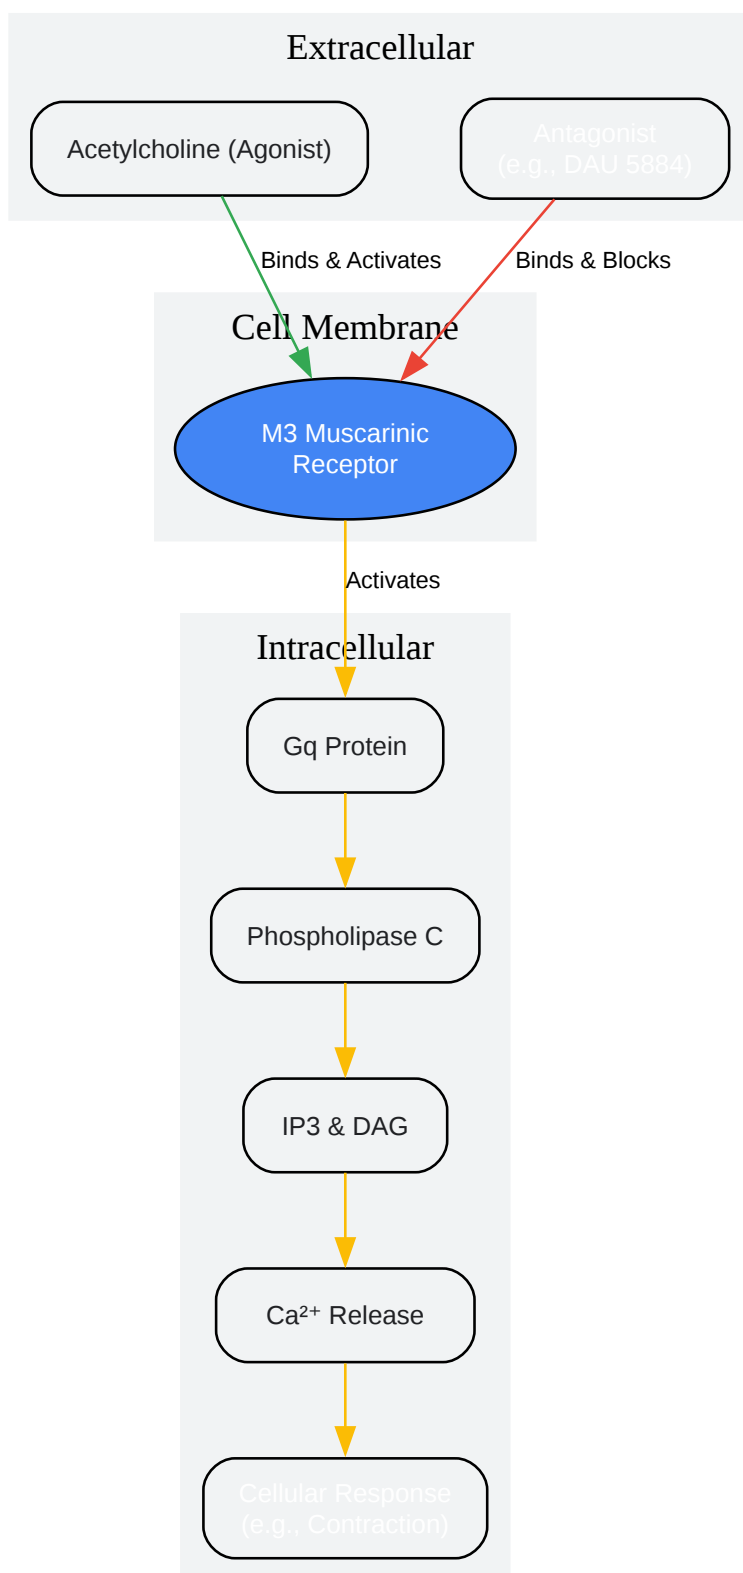 Extracellular
Acetylcholine (Agonist)
Antagonist
(e.g., DAU 5884)
Binds & Activates
Binds & Blocks
Cell Membrane
M3 Muscarinic
Receptor
Activates
Intracellular
Gq Protein
Phospholipase C
IP3 & DAG
Ca²⁺ Release
Cellular Response
(e.g., Contraction)